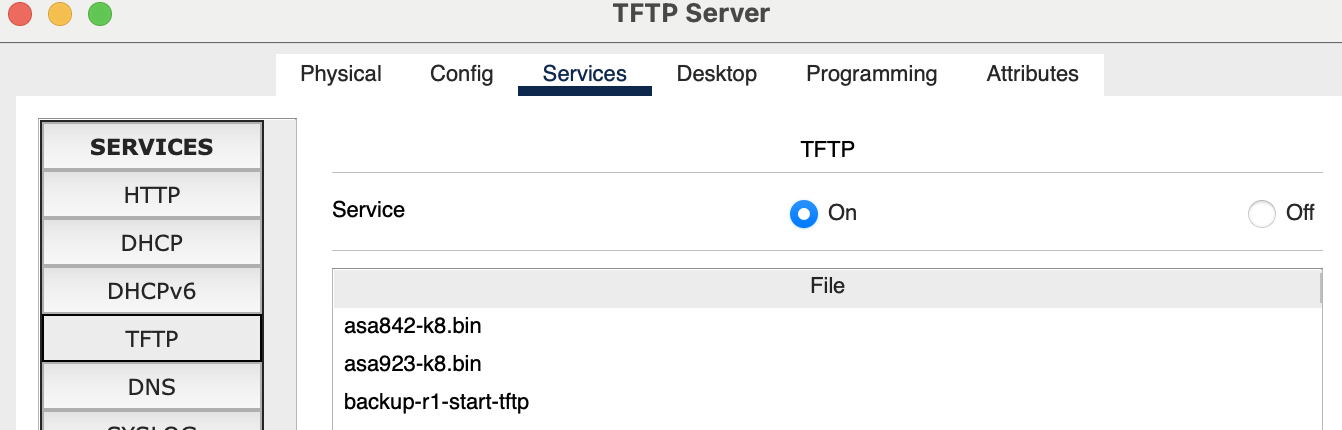 TFTP Server
Physical Config Services Desktop Programming Attributes
SERVICES
HTTP
DHCP
DHCPv6
TFTP
DNS
SYSLOG
TFTP
Service On Off
File
asa842-k8.bin
asa923-k8.bin
backup-r1-start-tftp